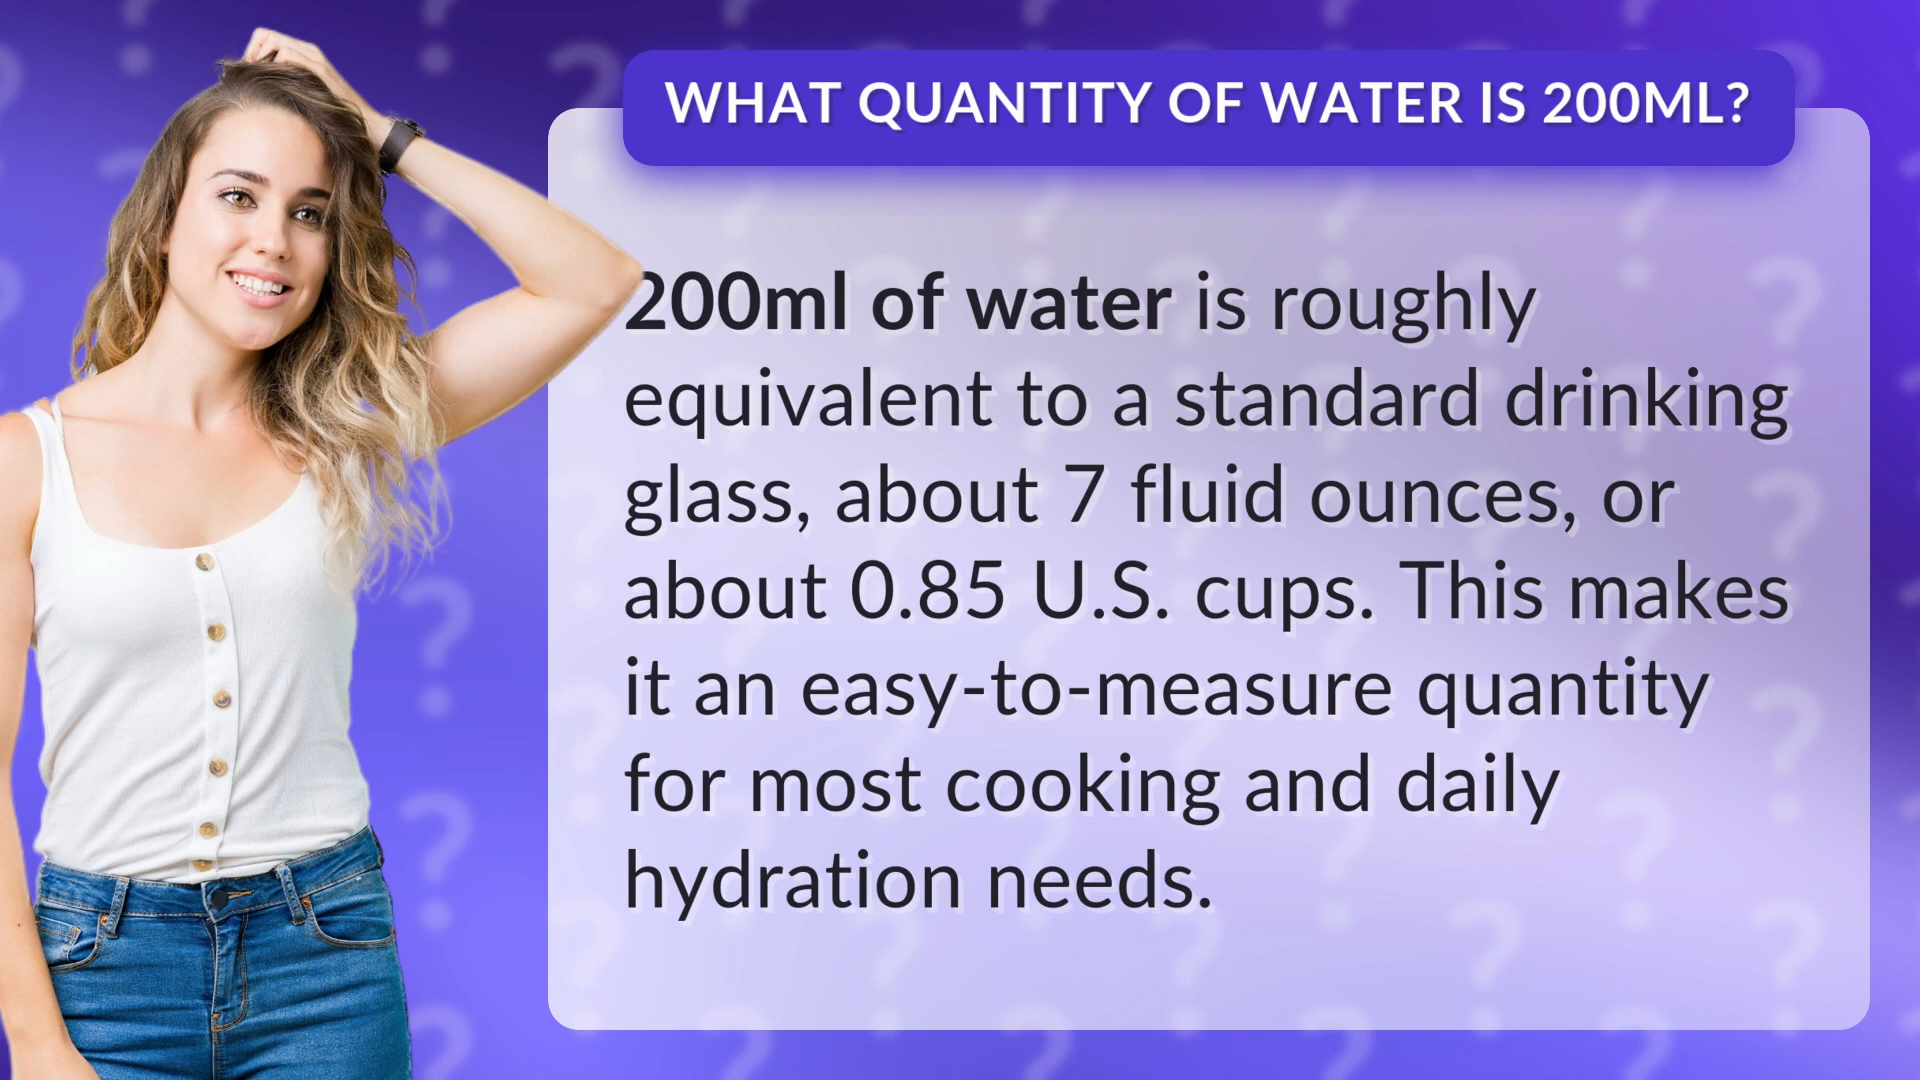 WHAT QUANTITY OF WATER IS 200ML?
200ml of water is roughly
equivalent to a standard drinking
glass, about 7 fluid ounces, or
about 0.85 U.S. cups. This makes
it an easy-to-measure quantity
for most cooking and daily
hydration needs.